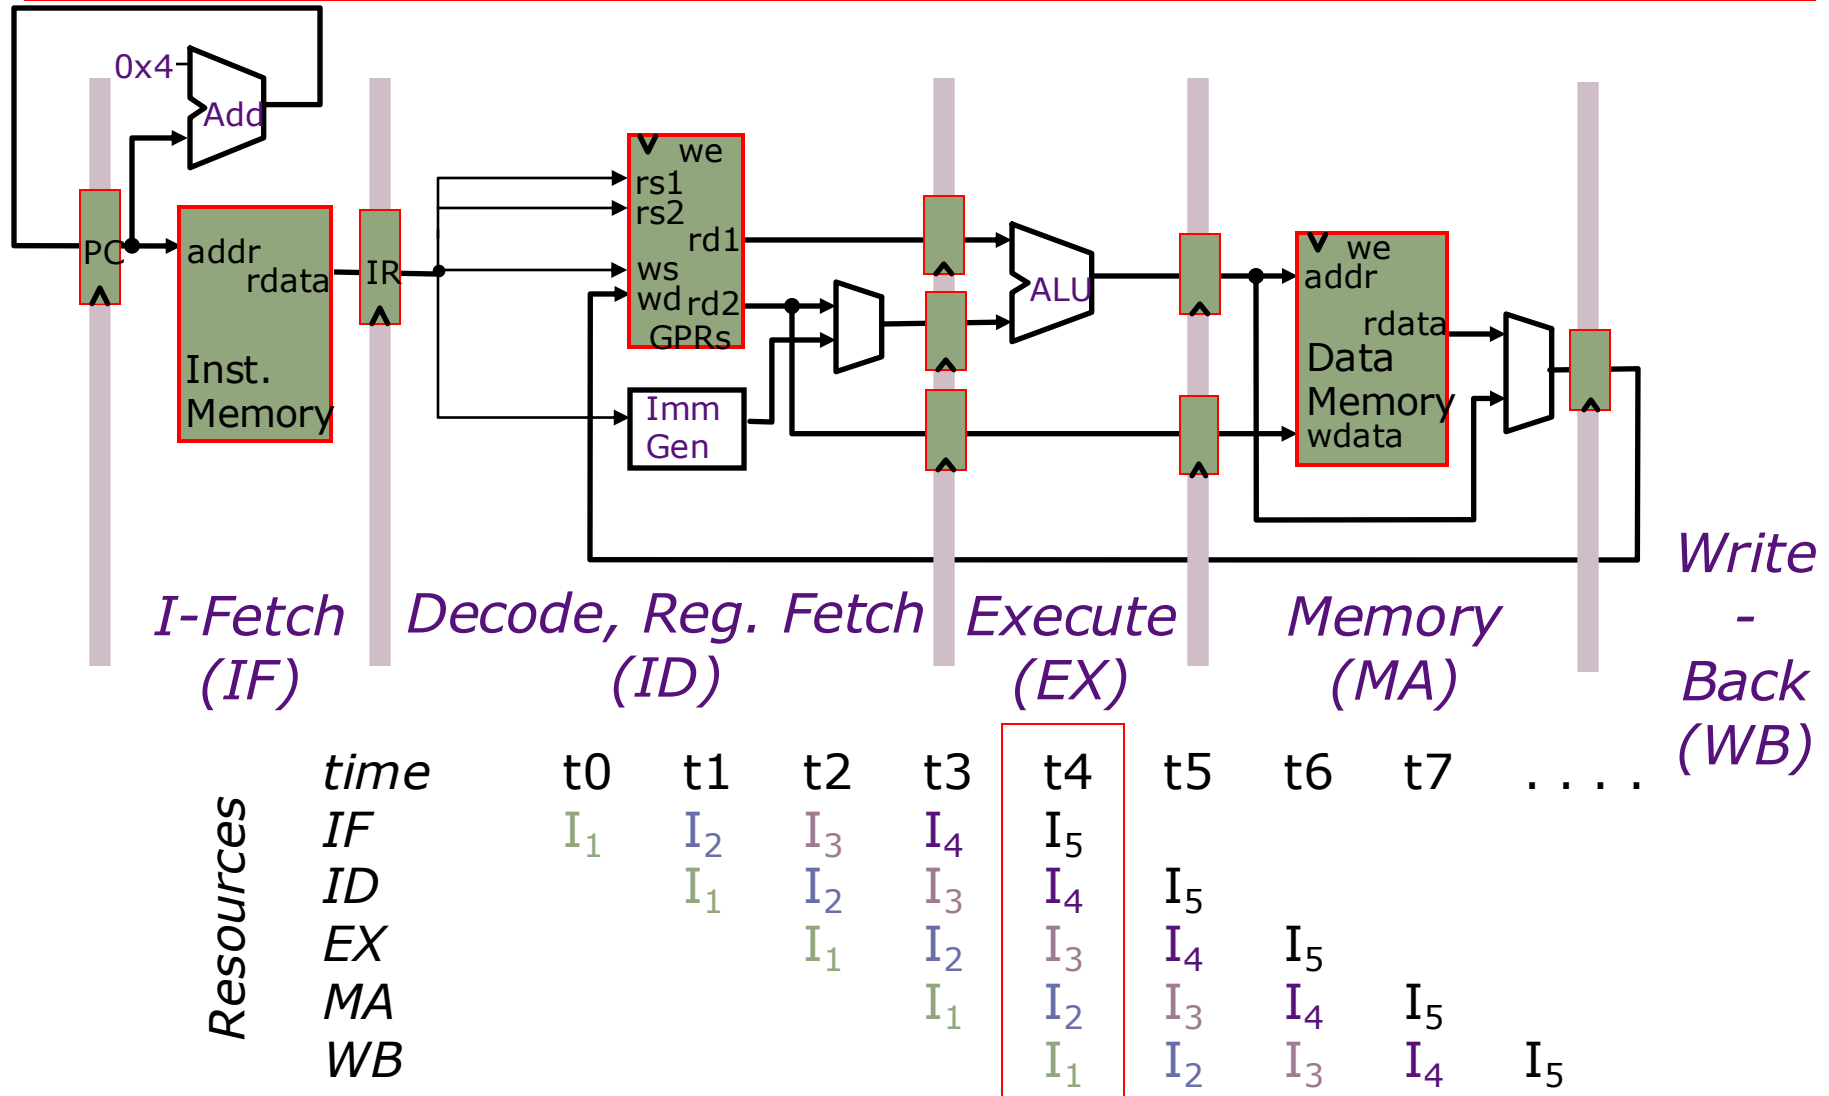 0x4
Add
PC
addr
rdata
Inst.
Memory
IR
we
rs1
rs2
rd1
ws
wd rd2
GPRs
Imm
Gen
ALU
we
addr
rdata
Data
Memory
wdata
I-Fetch
(IF)
Decode, Reg. Fetch
(ID)
Execute
(EX)
Memory
(MA)
Write
-
Back
(WB)
Resources
time t0 t1 t2 t3 t4 t5 t6 t7 . . . .
IF I1 I2 I3 I4 I5
ID I1 I2 I3 I4 I5
EX I1 I2 I3 I4 I5
MA I1 I2 I3 I4 I5
WB I1 I2 I3 I4 I5